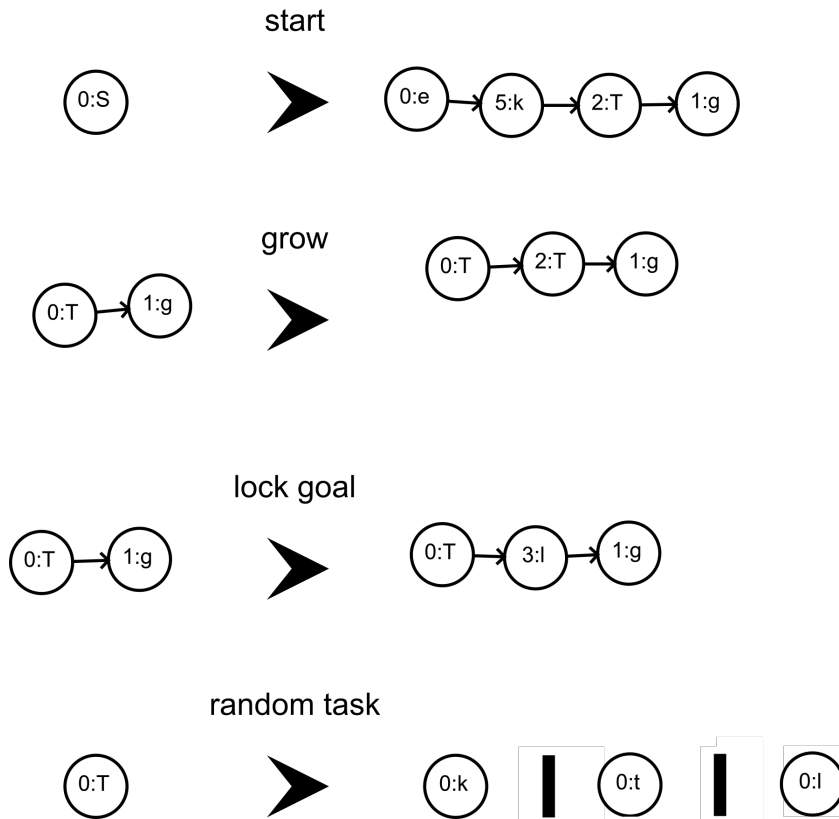 start
0:S
0:e 5:k 2:T 1:g
grow
0:T 1:g
0:T 2:T 1:g
lock goal
0:T 1:g
0:T 3:l 1:g
random task
0:T
0:k 0:t 0:l